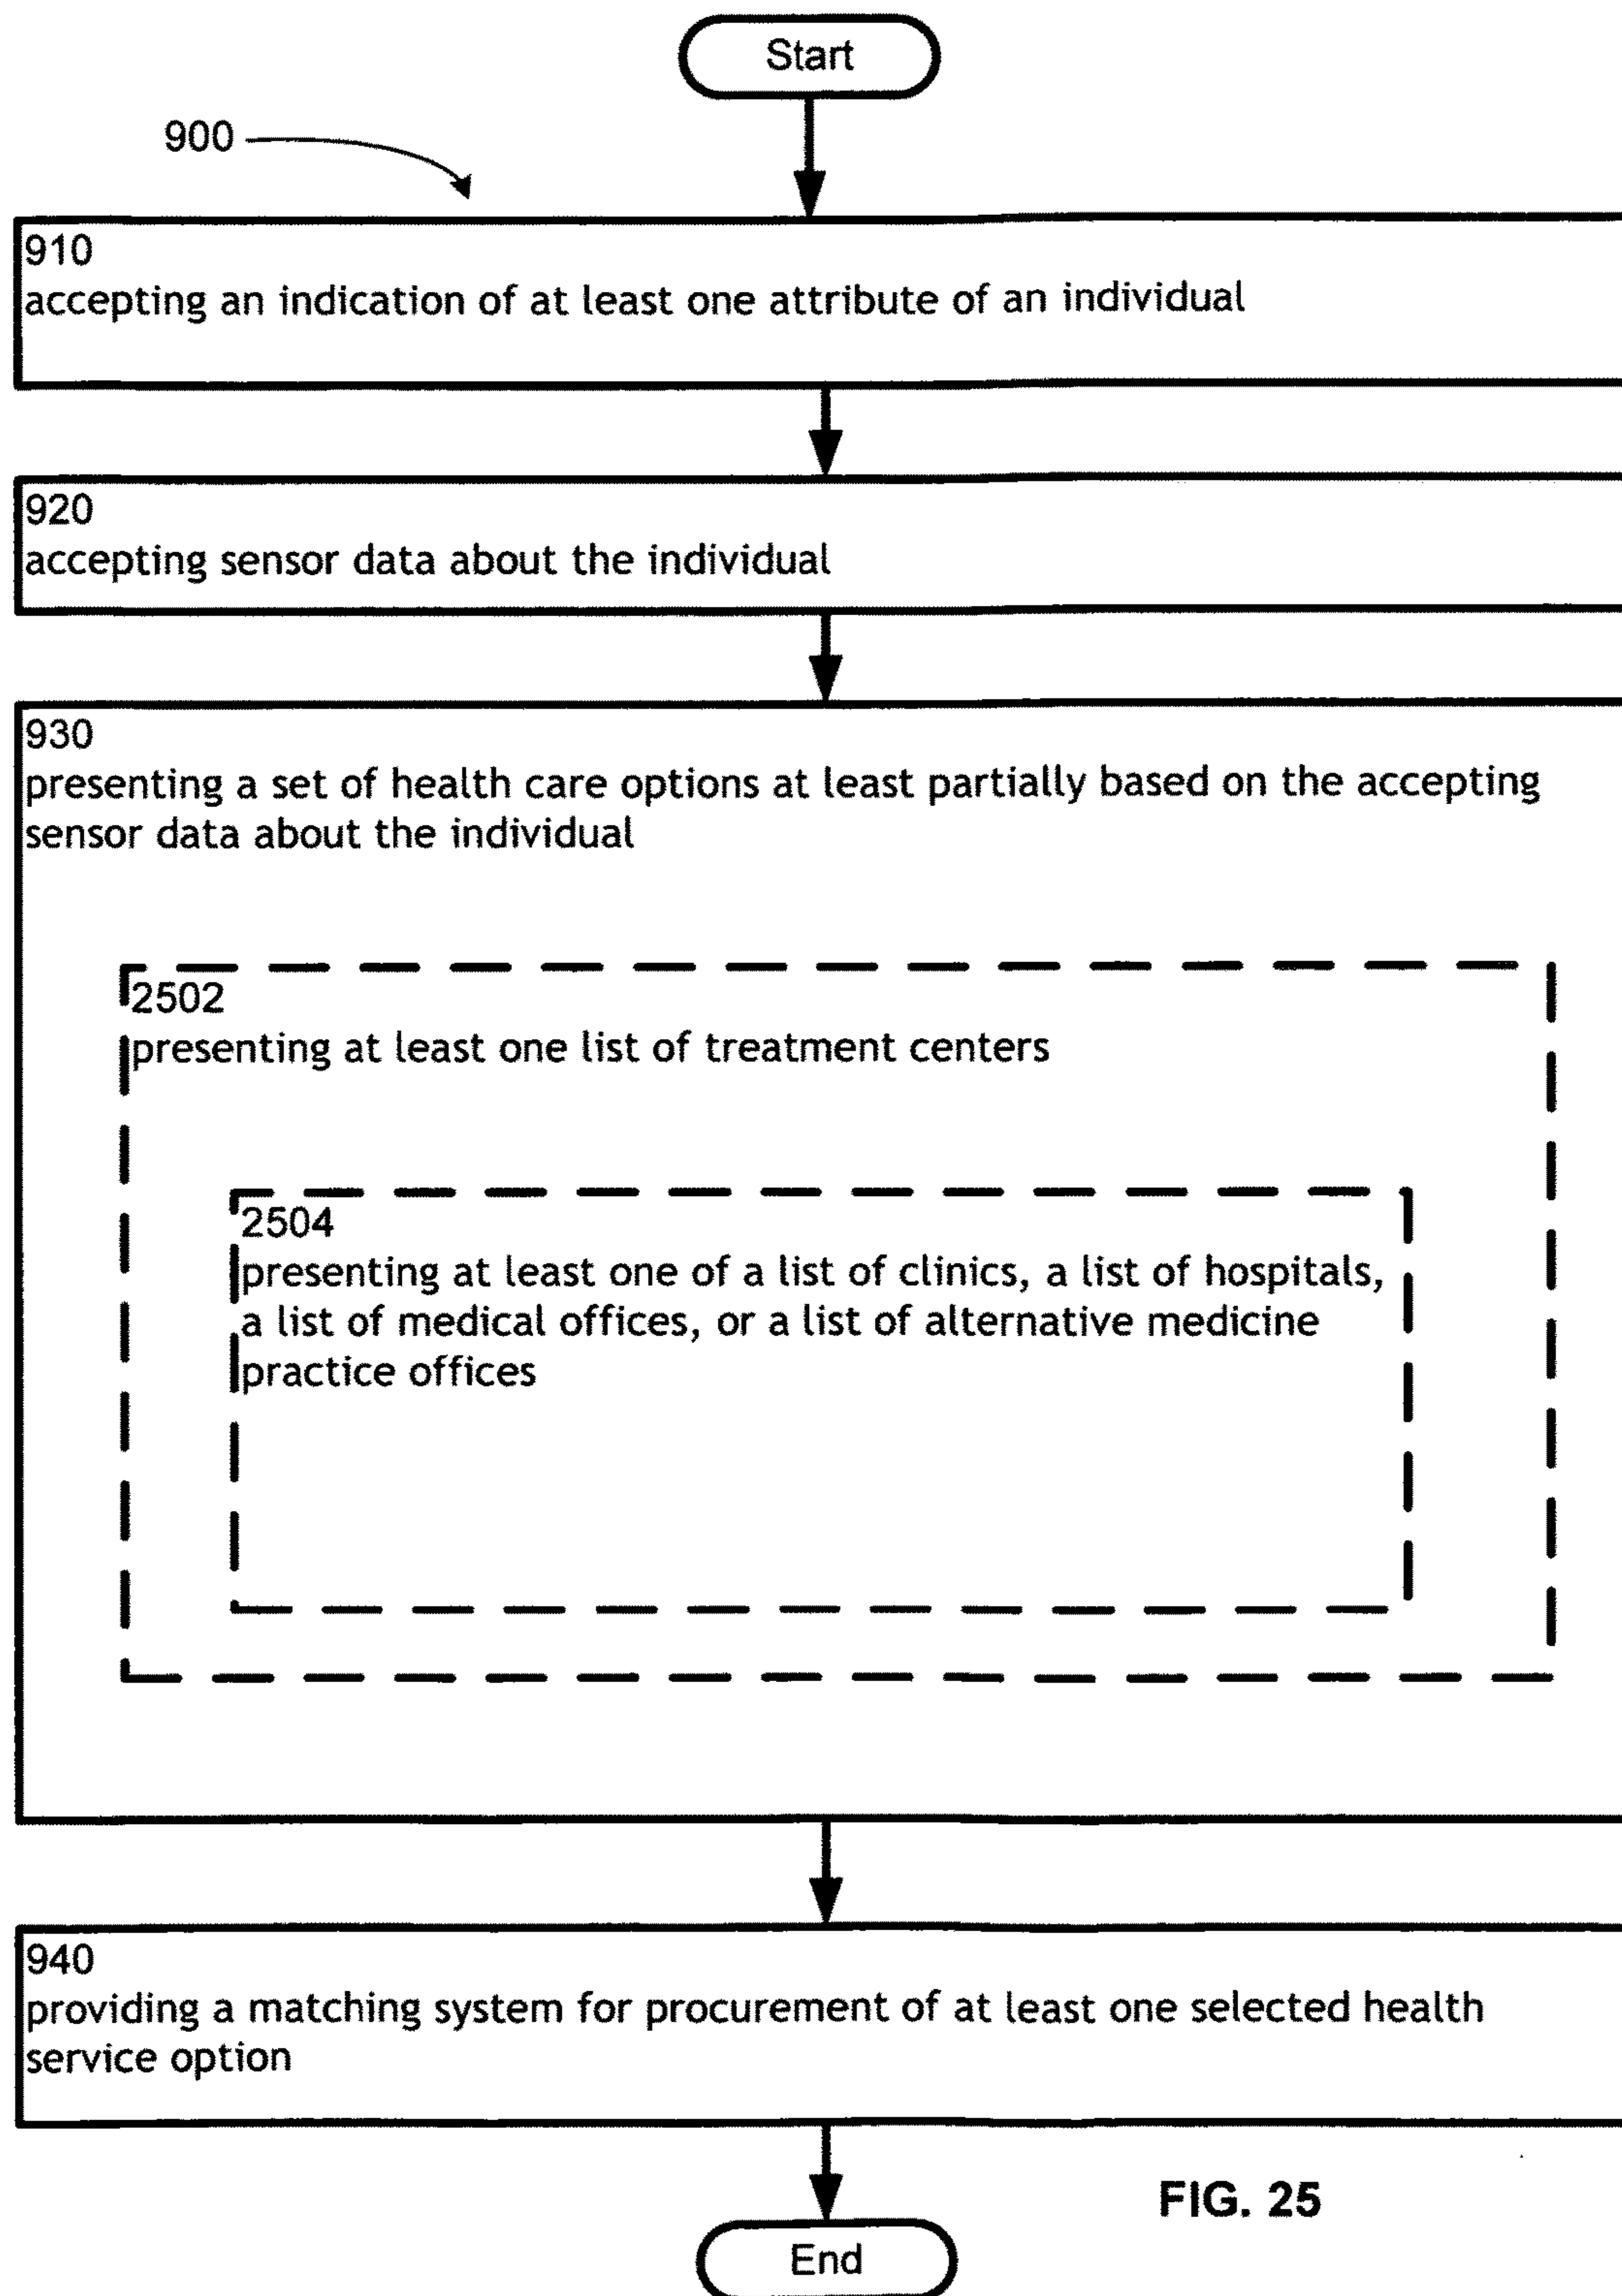 Start
900
910
accepting an indication of at least one attribute of an individual
920
accepting sensor data about the individual
930
presenting a set of health care options at least partially based on the accepting
sensor data about the individual
2502
presenting at least one list of treatment centers
2504
presenting at least one of a list of clinics, a list of hospitals,
a list of medical offices, or a list of alternative medicine
practice offices
940
providing a matching system for procurement of at least one selected health
service option
FIG. 25
End